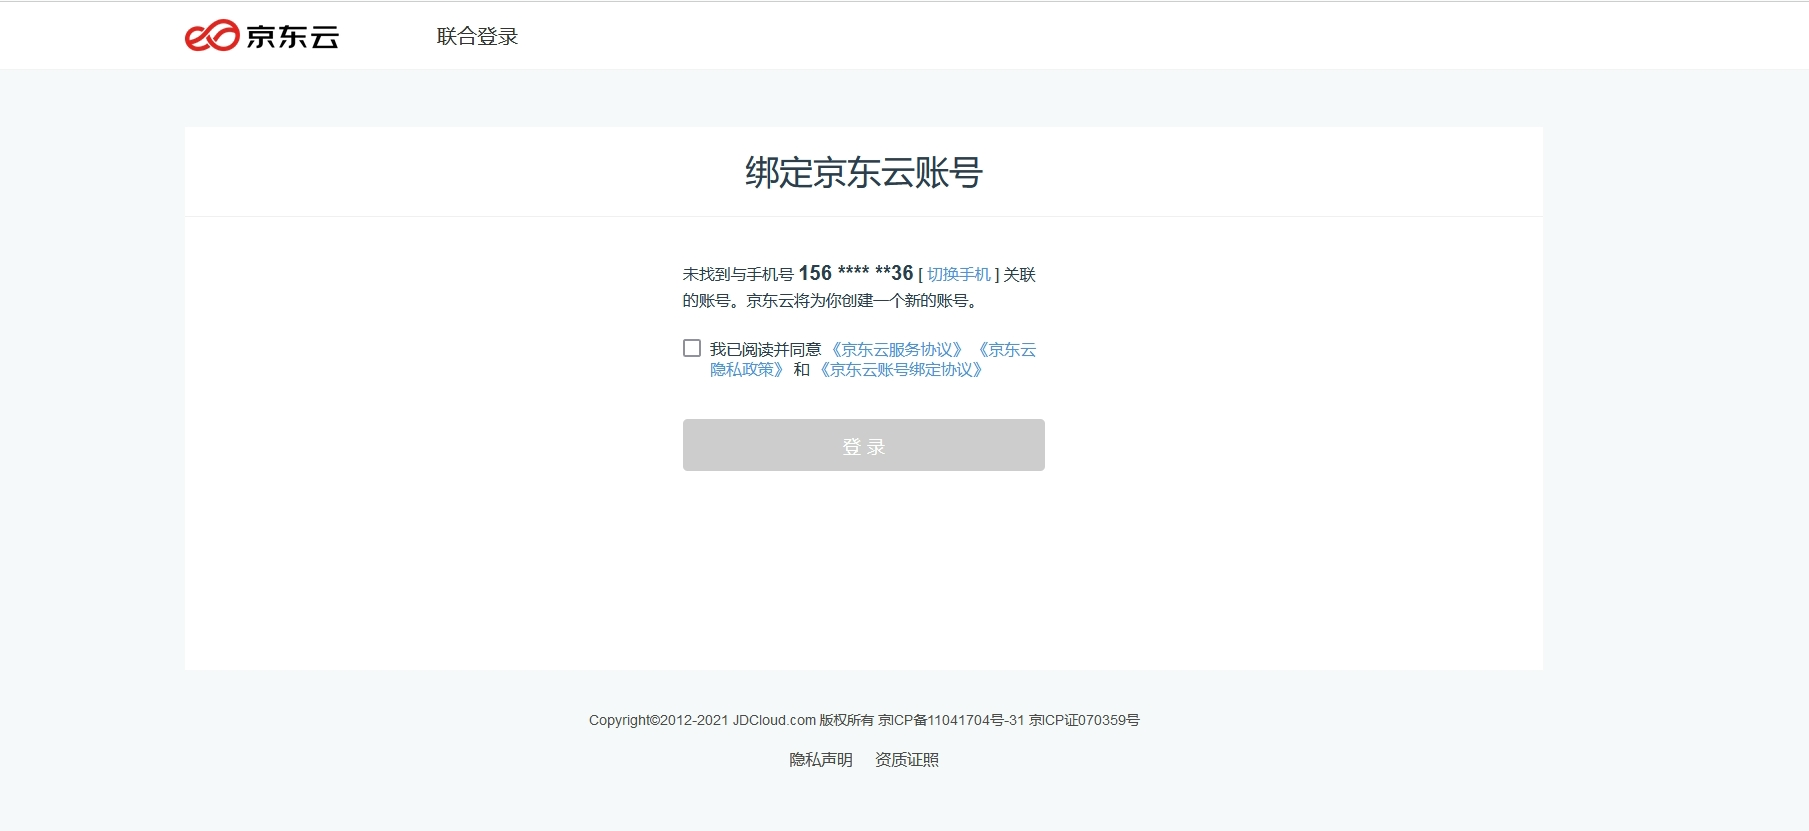 京东云
联合登录
绑定京东云账号
未找到与手机号 156 **** **36 [ 切换手机 ] 关联
的账号。京东云将为你创建一个新的账号。
我已阅读并同意 《京东云服务协议》 《京东云
隐私政策》 和 《京东云账号绑定协议》
登 录
Copyright©2012-2021 JDCloud.com 版权所有 京ICP备11041704号-31 京ICP证070359号
隐私声明 资质证照